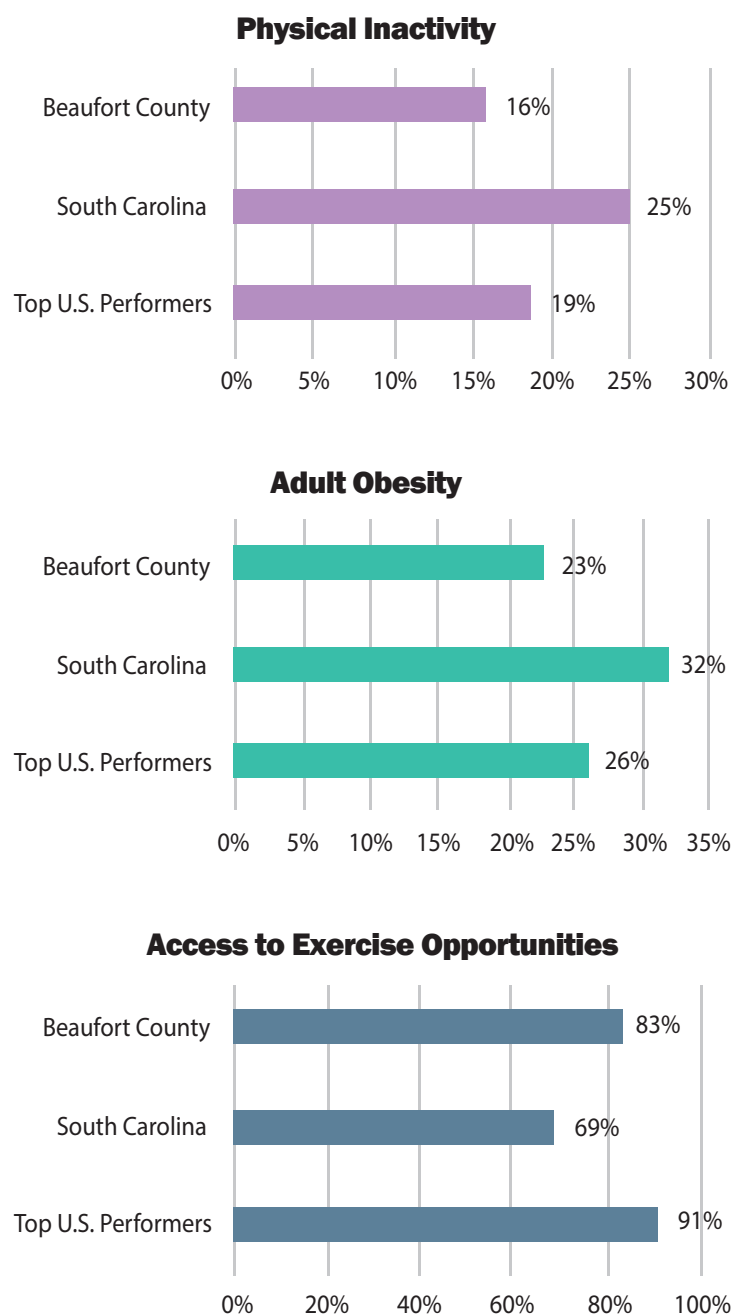 Physical Inactivity
Beaufort County 16%
South Carolina 25%
Top U.S. Performers 19%
0% 5% 10% 15% 20% 25% 30%
Adult Obesity
Beaufort County 23%
South Carolina 32%
Top U.S. Performers 26%
0% 5% 10% 15% 20% 25% 30% 35%
Access to Exercise Opportunities
Beaufort County 83%
South Carolina 69%
Top U.S. Performers 91%
0% 20% 40% 60% 80% 100%